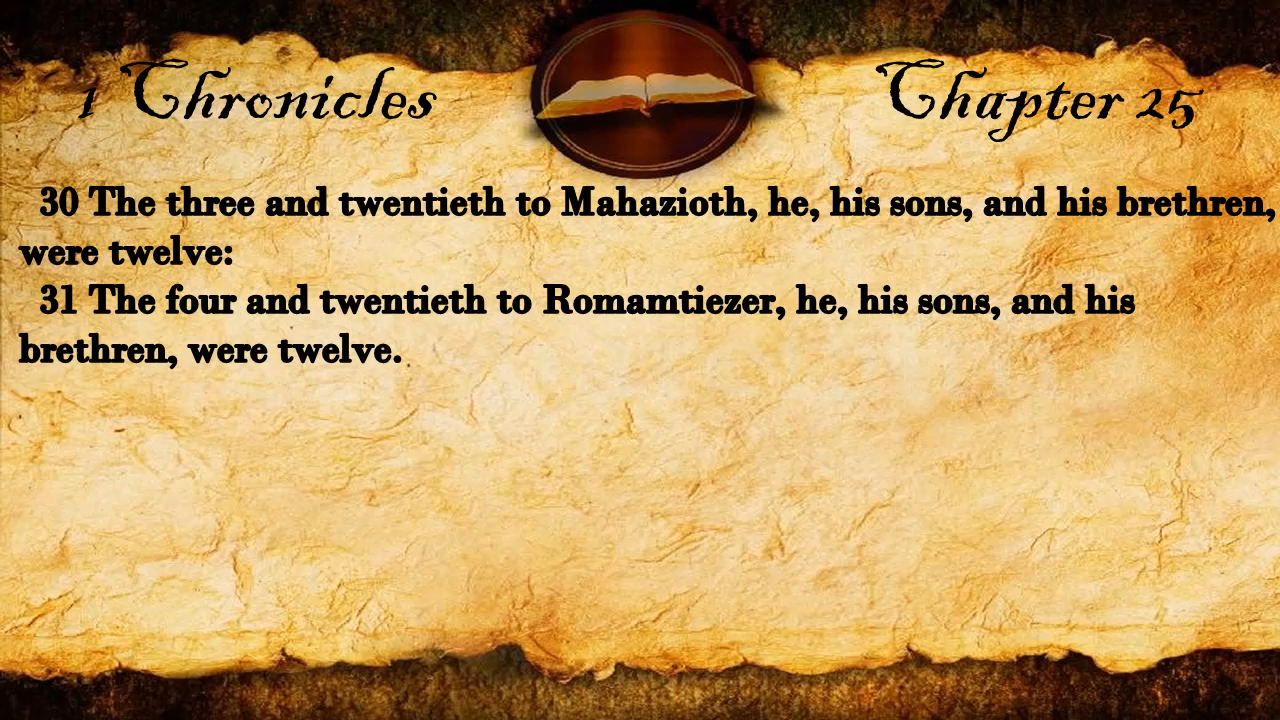 1 Chronicles Chapter 25
30 The three and twentieth to Mahazioth, he, his sons, and his brethren,
were twelve:
31 The four and twentieth to Romamtiezer, he, his sons, and his
brethren, were twelve.